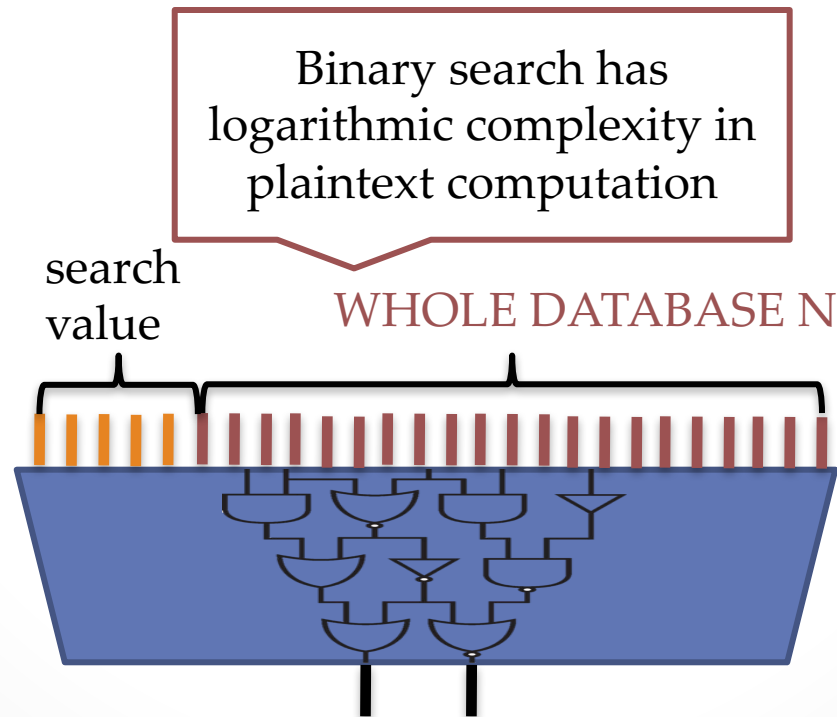 Binary search has
logarithmic complexity in
plaintext computation
search
value
WHOLE DATABASE N